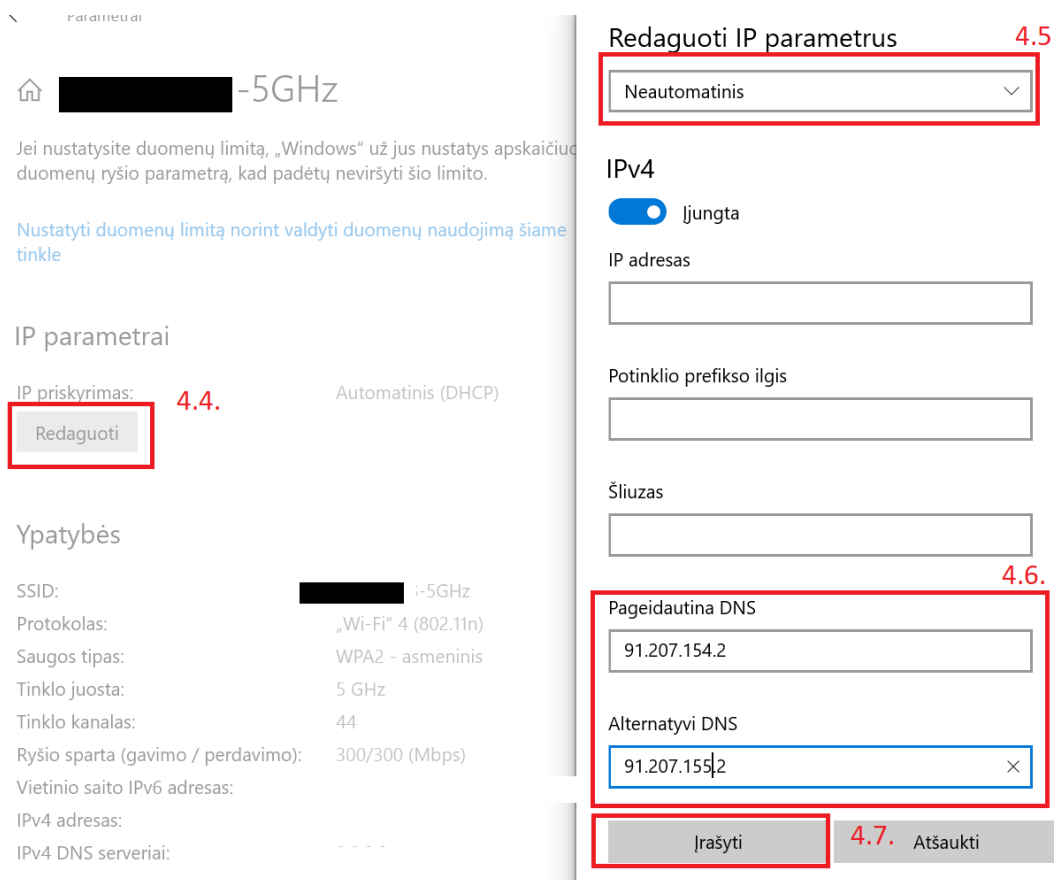 Parametrai
-5GHz
Jei nustatysite duomenų limitą, „Windows“ už jus nustatys apskaičiuo
duomenų ryšio parametrą, kad padėtų neviršyti šio limito.
Nustatyti duomenų limitą norint valdyti duomenų naudojimą šiame
tinkle
IP parametrai
IP priskyrimas: Automatinis (DHCP)
4.4.
Redaguoti
Ypatybės
SSID: -5GHz
Protokolas: „Wi-Fi“ 4 (802.11n)
Saugos tipas: WPA2 - asmeninis
Tinklo juosta: 5 GHz
Tinklo kanalas: 44
Ryšio sparta (gavimo / perdavimo): 300/300 (Mbps)
Vietinio saito IPv6 adresas:
IPv4 adresas:
IPv4 DNS serveriai:
Redaguoti IP parametrus
4.5
Neautomatinis
IPv4
Įjungta
IP adresas
Potinklio prefikso ilgis
Šliuzas
4.6.
Pageidautina DNS
91.207.154.2
Alternatyvi DNS
91.207.155.2
Įrašyti
4.7.
Atšaukti